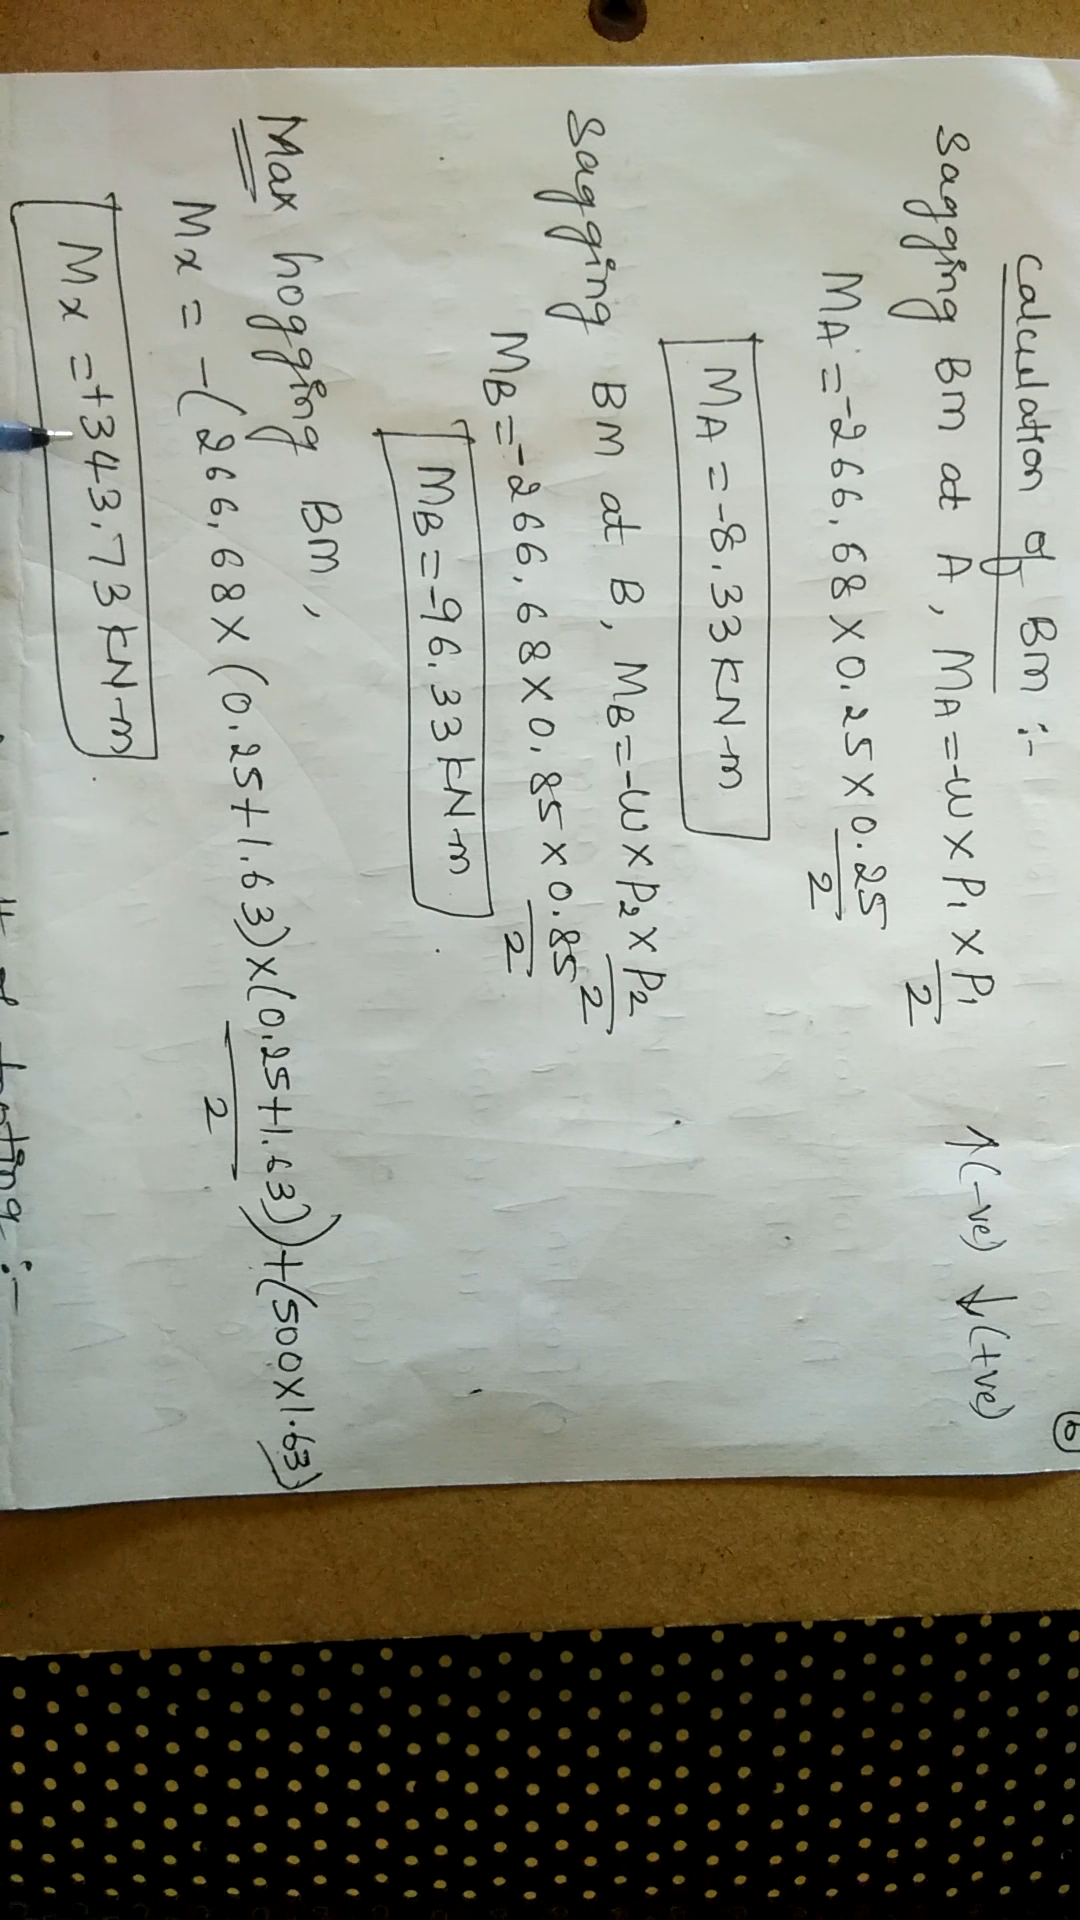 6
Calculation of Bm :-
Sagging Bm at A, MA = -w x P1 x P1/2 ↑(-ve) ↓(+ve)
MA = -266.68 x 0.25 x 0.25/2
MA = -8.33 kN-m
Sagging Bm at B, MB = -w x P2 x P2/2
MB = -266.68 x 0.85 x 0.85/2
MB = -96.33 kN-m
Max hogging Bm,
Mx = -(266.68 x (0.25+1.63) x (0.25+1.63)/2) + (500x1.63)
Mx = +343.73 kN-m